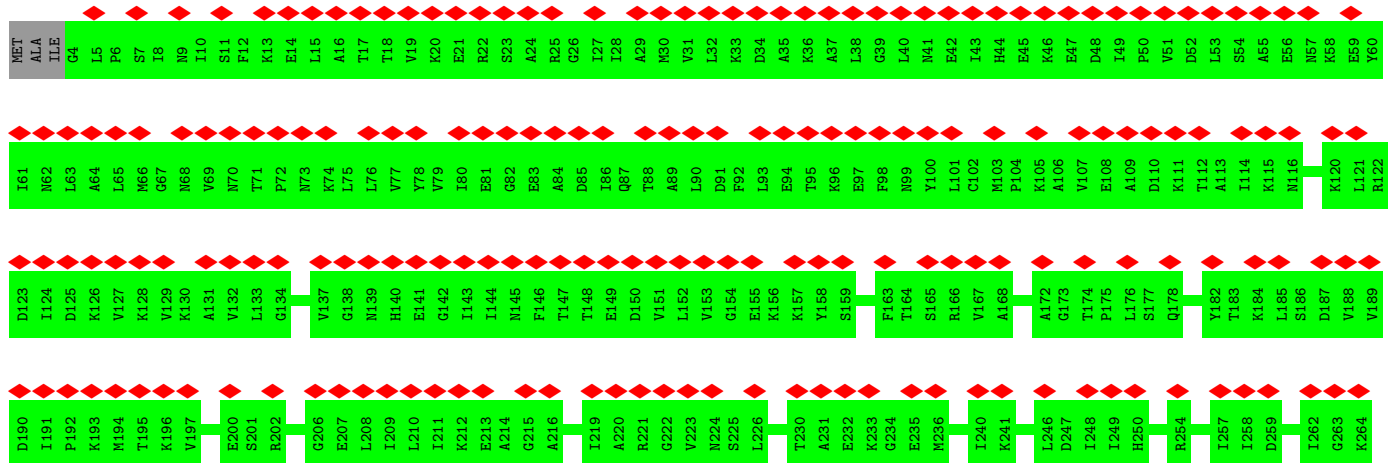 MET ALA ILE G4 L5 P6 S7 I8 N9 I10 S11 F12 K13 E14 L15 A16 T17 T18 V19 K20 E21 R22 S23 A24 R25 G26 I27 I28 A29 M30 V31 L32 K33 D34 A35 K36 A37 L38 G39 L40 N41 E42 I43 H44 E45 K46 E47 D48 I49 P50 V51 D52 L53 S54 A55 E56 N57 K58 E59 Y60
I61 N62 L63 A64 L65 M66 G67 N68 V69 N70 T71 P72 N73 K74 L75 L76 V77 Y78 V79 I80 E81 G82 E83 A84 D85 I86 Q87 T88 A89 L90 D91 F92 L93 E94 T95 K96 E97 F98 N99 Y100 L101 C102 M103 P104 K105 A106 V107 E108 A109 D110 K111 T112 A113 I114 K115 N116 K120 L121 R122
D123 I124 D125 K126 V127 K128 V129 K130 A131 V132 L133 G134 V137 G138 N139 H140 E141 G142 I143 I144 N145 F146 T147 T148 E149 D150 V151 L152 V153 G154 E155 K156 K157 Y158 S159 F163 T164 S165 R166 V167 A168 A172 G173 T174 P175 L176 S177 Q178 Y182 T183 K184 L185 S186 D187 V188 V189
D190 I191 P192 K193 M194 T195 K196 V197 E200 S201 R202 G206 E207 L208 I209 L210 I211 K212 E213 A214 G215 A216 I219 A220 R221 G222 V223 N224 S225 L226 T230 A231 E232 K233 G234 E235 M236 I240 K241 L246 D247 I248 I249 H250 R254 I257 I258 D259 I262 G263 K264